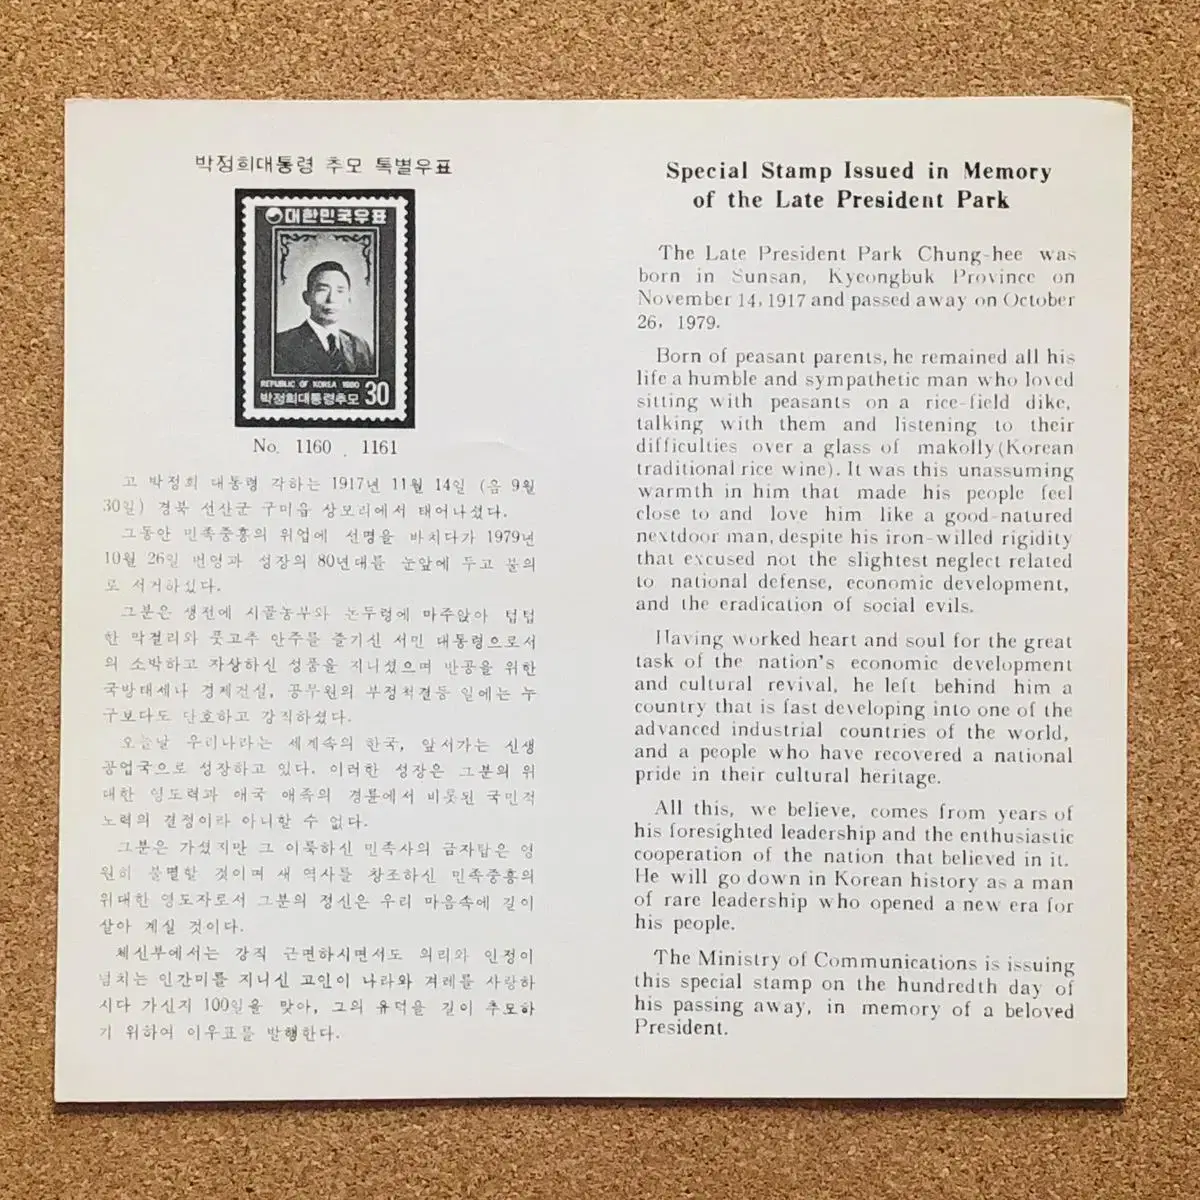 박정희대통령 추모 특별우표
대한민국우표
REPUBLIC OF KOREA 1980
박정희대통령추모 30
No. 1160 . 1161
고 박정희 대통령 각하는 1917년 11월 14일 (음 9월
30일) 경북 선산군 구미읍 상모리에서 태어나셨다.
그동안 민족중흥의 위업에 선명을 바치다가 1979년
10월 26일 번영과 성장의 80년대를 눈앞에 두고 불의
로 서거하싰다.
그분은 생전에 시골농부와 논두렁에 마주앉아 텁텁
한 막걸리와 풋고추 안주를 즐기신 서민 대통령으로서
의 소박하고 자상하신 성품을 지니셨으며 반공을 위한
국방태세나 경제건설, 공무원의 부정척결등 일에는 누
구보다도 단호하고 강직하셨다.
오늘날 우리나라는 세계속의 한국, 앞서가는 신생
공업국으로 성장하고 있다. 이러한 성장은 그분의 위
대한 영도력과 애국 애족의 경륜에서 비롯된 국민적
노력의 결정이라 아니할 수 없다.
그분은 가셨지만 그 이룩하신 민족사의 금자탑은 영
원히 불멸할 것이며 새 역사를 창조하신 민족중흥의
위대한 영도자로서 그분의 정신은 우리 마음속에 길이
살아 계실 것이다.
체신부에서는 강직 근면하시면서도 의리와 인정이
넘치는 인간미를 지니신 고인이 나라와 겨레를 사랑하
시다 가신지 100일을 맞아, 그의 유덕을 길이 추모하
기 위하여 이우표를 발행한다.
Special Stamp Issued in Memory
of the Late President Park
The Late President Park Chung-hee was
born in Sunsan, Kyeongbuk Province on
November 14, 1917 and passed away on October
26, 1979.
Born of peasant parents, he remained all his
life a humble and sympathetic man who loved
sitting with peasants on a rice-field dike,
talking with them and listening to their
difficulties over a glass of makolly (Korean
traditional rice wine). It was this unassuming
warmth in him that made his people feel
close to and love him like a good-natured
nextdoor man, despite his iron-willed rigidity
that excused not the slightest neglect related
to national defense, economic development,
and the eradication of social evils.
Having worked heart and soul for the great
task of the nation's economic development
and cultural revival, he left behind him a
country that is fast developing into one of the
advanced industrial countries of the world,
and a people who have recovered a national
pride in their cultural heritage.
All this, we believe, comes from years of
his foresighted leadership and the enthusiastic
cooperation of the nation that believed in it.
He will go down in Korean history as a man
of rare leadership who opened a new era for
his people.
The Ministry of Communications is issuing
this special stamp on the hundredth day of
his passing away, in memory of a beloved
President.